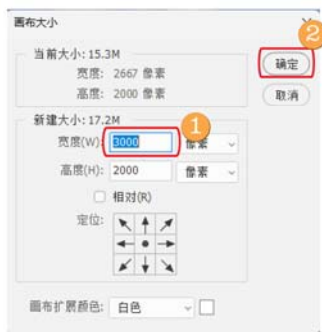 画布大小
当前大小: 15.3M
宽度: 2667 像素
高度: 2000 像素
新建大小: 17.2M
宽度(W): 3000 像素
高度(H): 2000 像素
相对(R)
定位:
画布扩展颜色: 白色
确定
取消
1
2